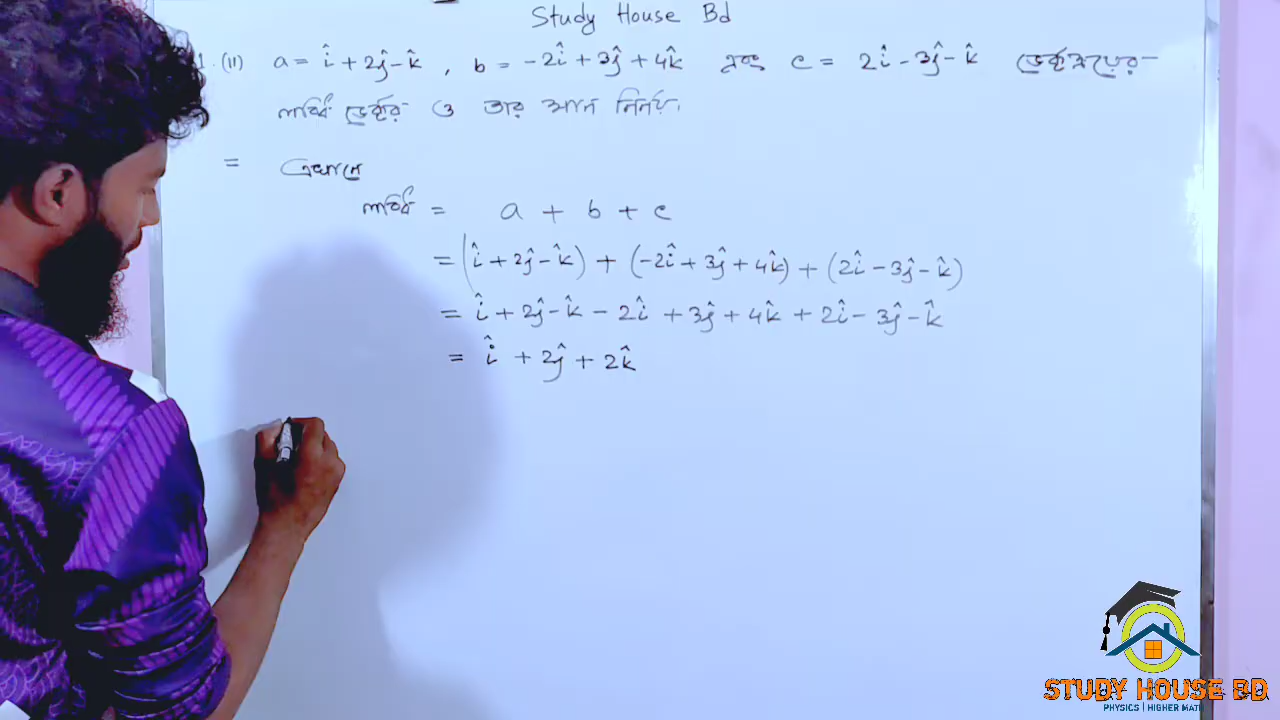 Study House Bd
1. (II) a = î + 2ĵ - k̂ , b = -2î + 3ĵ + 4k̂ এবং c = 2î - 3ĵ - k̂ ভেক্টরত্রয়ের
লব্ধি ভেক্টর ও তার মান নির্নয়।
= এখানে
লব্ধি = a + b + c
= (î + 2ĵ - k̂) + (-2î + 3ĵ + 4k̂) + (2î - 3ĵ - k̂)
= î + 2ĵ - k̂ - 2î + 3ĵ + 4k̂ + 2î - 3ĵ - k̂
= î + 2ĵ + 2k̂
STUDY HOUSE BD
PHYSICS | HIGHER MATH